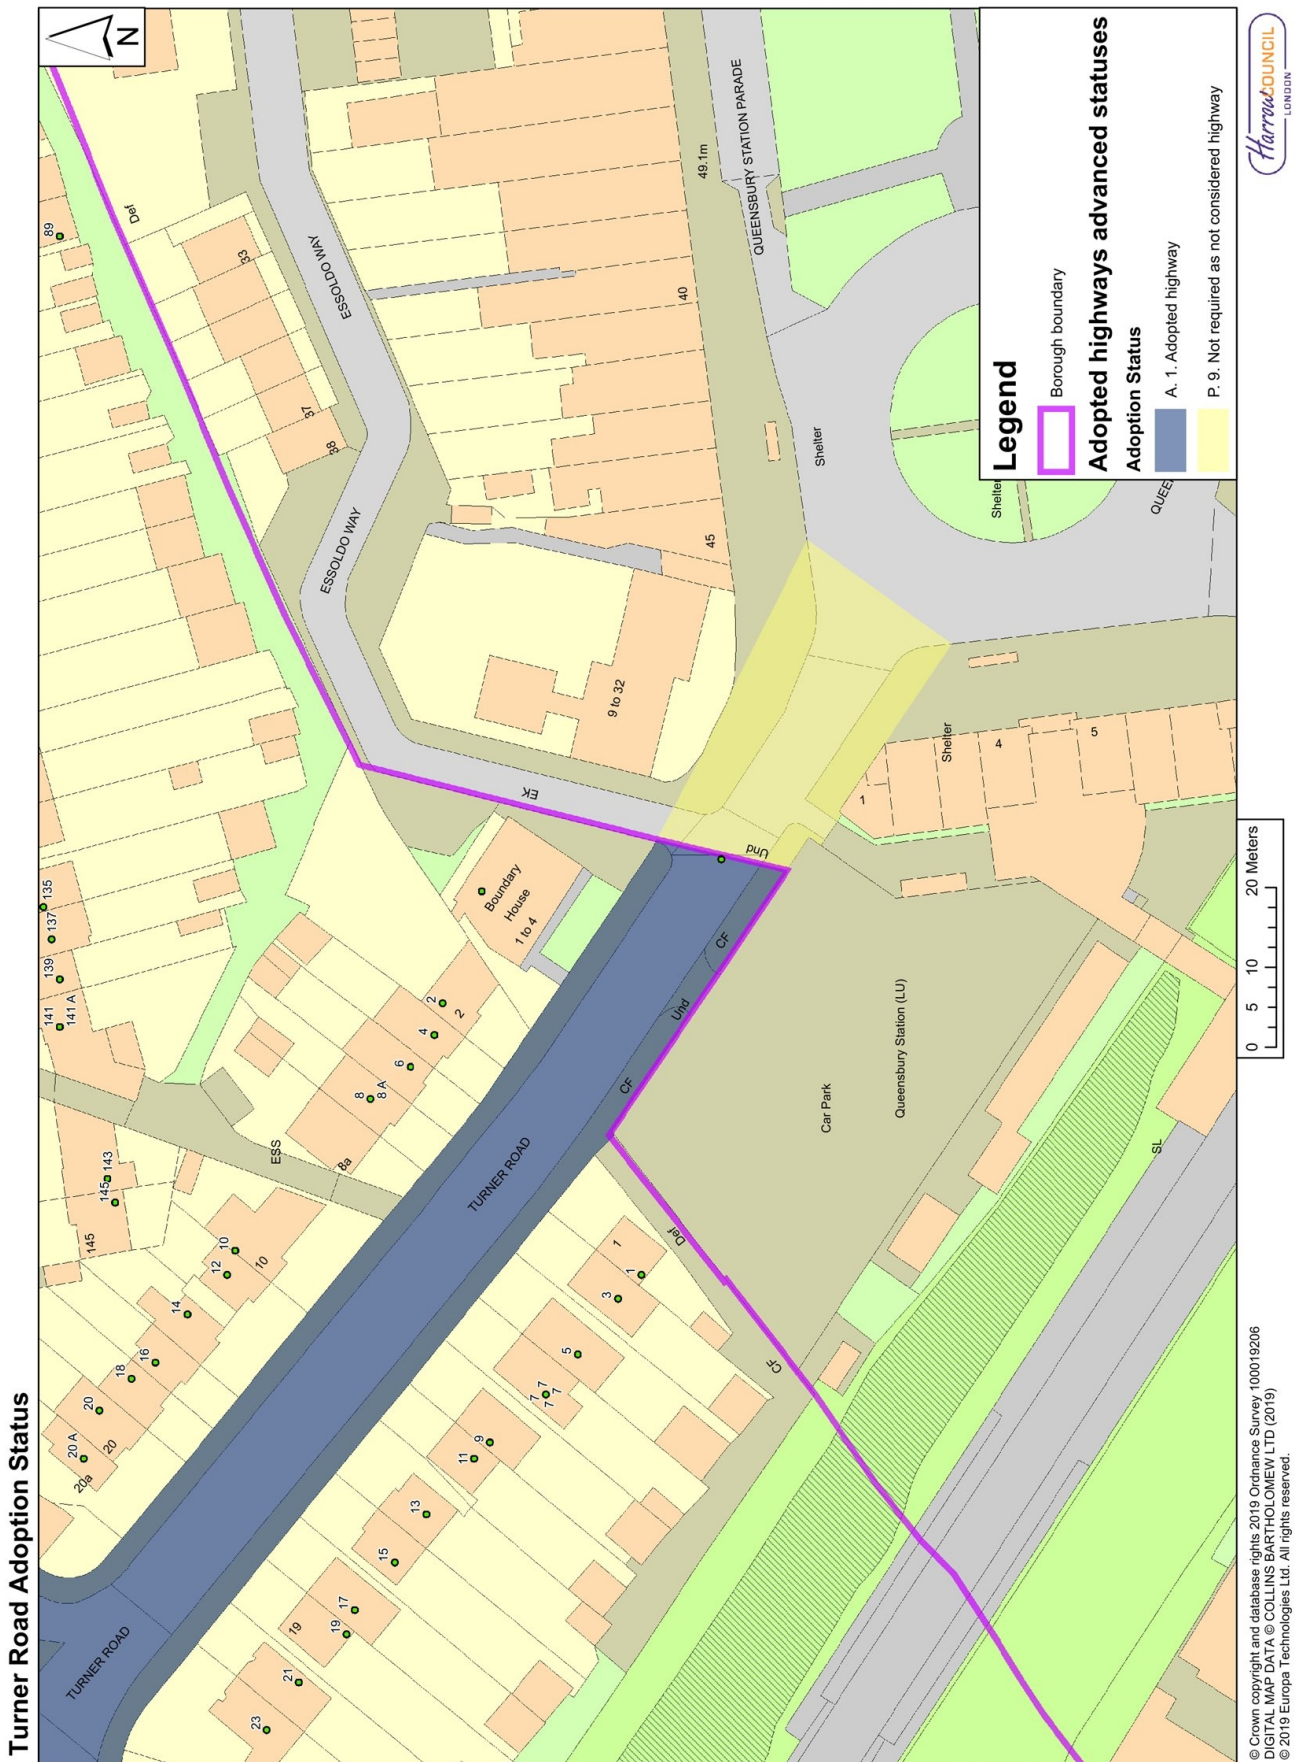 Turner Road Adoption Status
N
89
Def
33
37
38
ESSOLDO WAY
ESSOLDO WAY
40
49.1m
QUEENSBURY STATION PARADE
45
Shelter
Shelter
9 to 32
EK
Und
Shelter
1
4
5
Boundary
House
1 to 4
135
137
139
141
141 A
143
145
145
ESS
2
2
4
6
8
8 A
8a
10
10
12
14
16
18
20
20
20 A
20a
TURNER ROAD
TURNER ROAD
CF
Und
CF
Def
CF
1
1
3
5
7
7
7
9
11
13
15
17
19
19
21
23
Car Park
Queensbury Station (LU)
SL
Legend
Borough boundary
Adopted highways advanced statuses
Adoption Status
A. 1. Adopted highway
P. 9. Not required as not considered highway
HarrowCOUNCIL
LONDON
0 5 10 20 Meters
© Crown copyright and database rights 2019 Ordnance Survey 100019206
DIGITAL MAP DATA © COLLINS BARTHOLOMEW LTD (2019)
© 2019 Europa Technologies Ltd. All rights reserved.